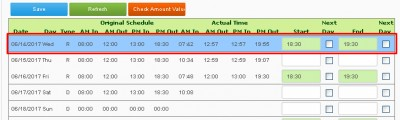 Save Refresh Check Amount Value
Original Schedule Actual Time Next Next
Date Day Type AM In AM Out PM In PM Out AM In AM Out PM In PM Out Start Day End Day
06/14/2017 Wed R 08:00 12:00 13:00 18:30 07:42 12:57 12:57 18:55 18:30 18:30
06/15/2017 Thu R 08:00 12:00 13:00 18:30 10:34 12:59 12:59 19:07
06/16/2017 Fri R 08:00 12:00 13:00 18:30 07:48 12:00 13:00 19:30 18:30 18:30
06/17/2017 Sat D 08:00 12:00 13:00 18:30 10:08
06/18/2017 Sun D 00:00 00:00 00:00 00:00